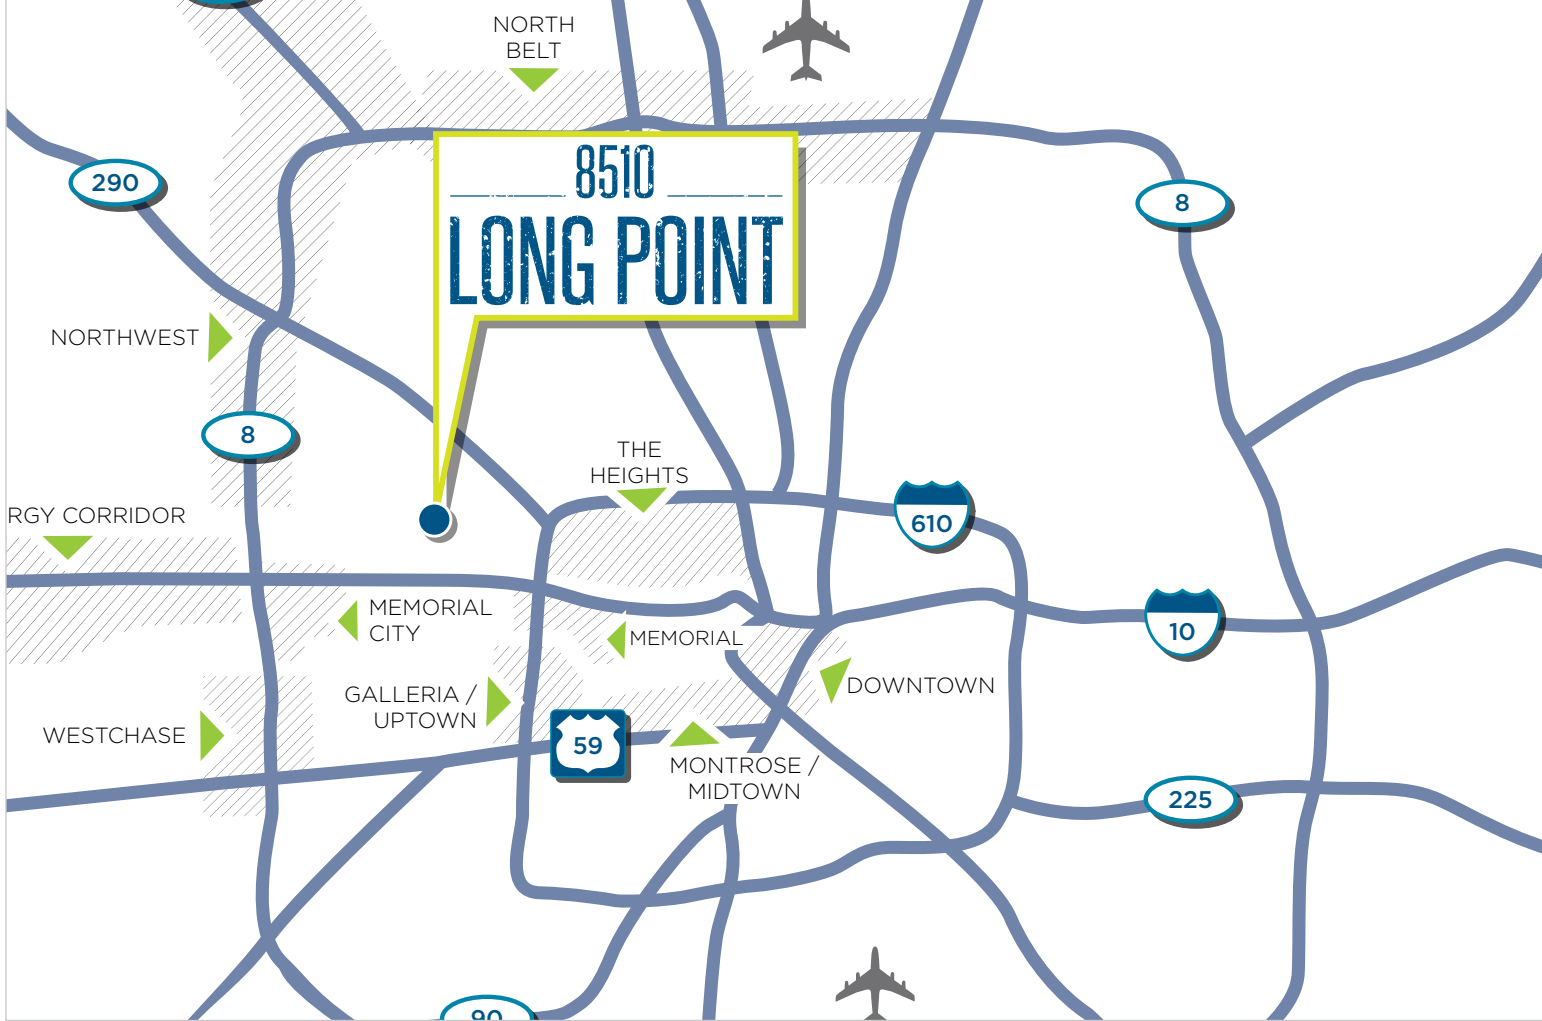 NORTH
BELT
290
8510
LONG POINT
8
NORTHWEST
8
THE
HEIGHTS
RGY CORRIDOR
610
MEMORIAL
CITY
MEMORIAL
10
GALLERIA /
UPTOWN
DOWNTOWN
WESTCHASE
59
MONTROSE /
MIDTOWN
225
90